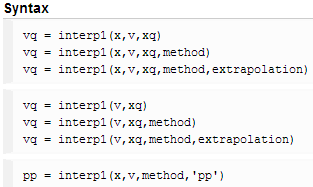 Syntax
vq = interp1(x,v,xq)
vq = interp1(x,v,xq,method)
vq = interp1(x,v,xq,method,extrapolation)
vq = interp1(v,xq)
vq = interp1(v,xq,method)
vq = interp1(v,xq,method,extrapolation)
pp = interp1(x,v,method,'pp')